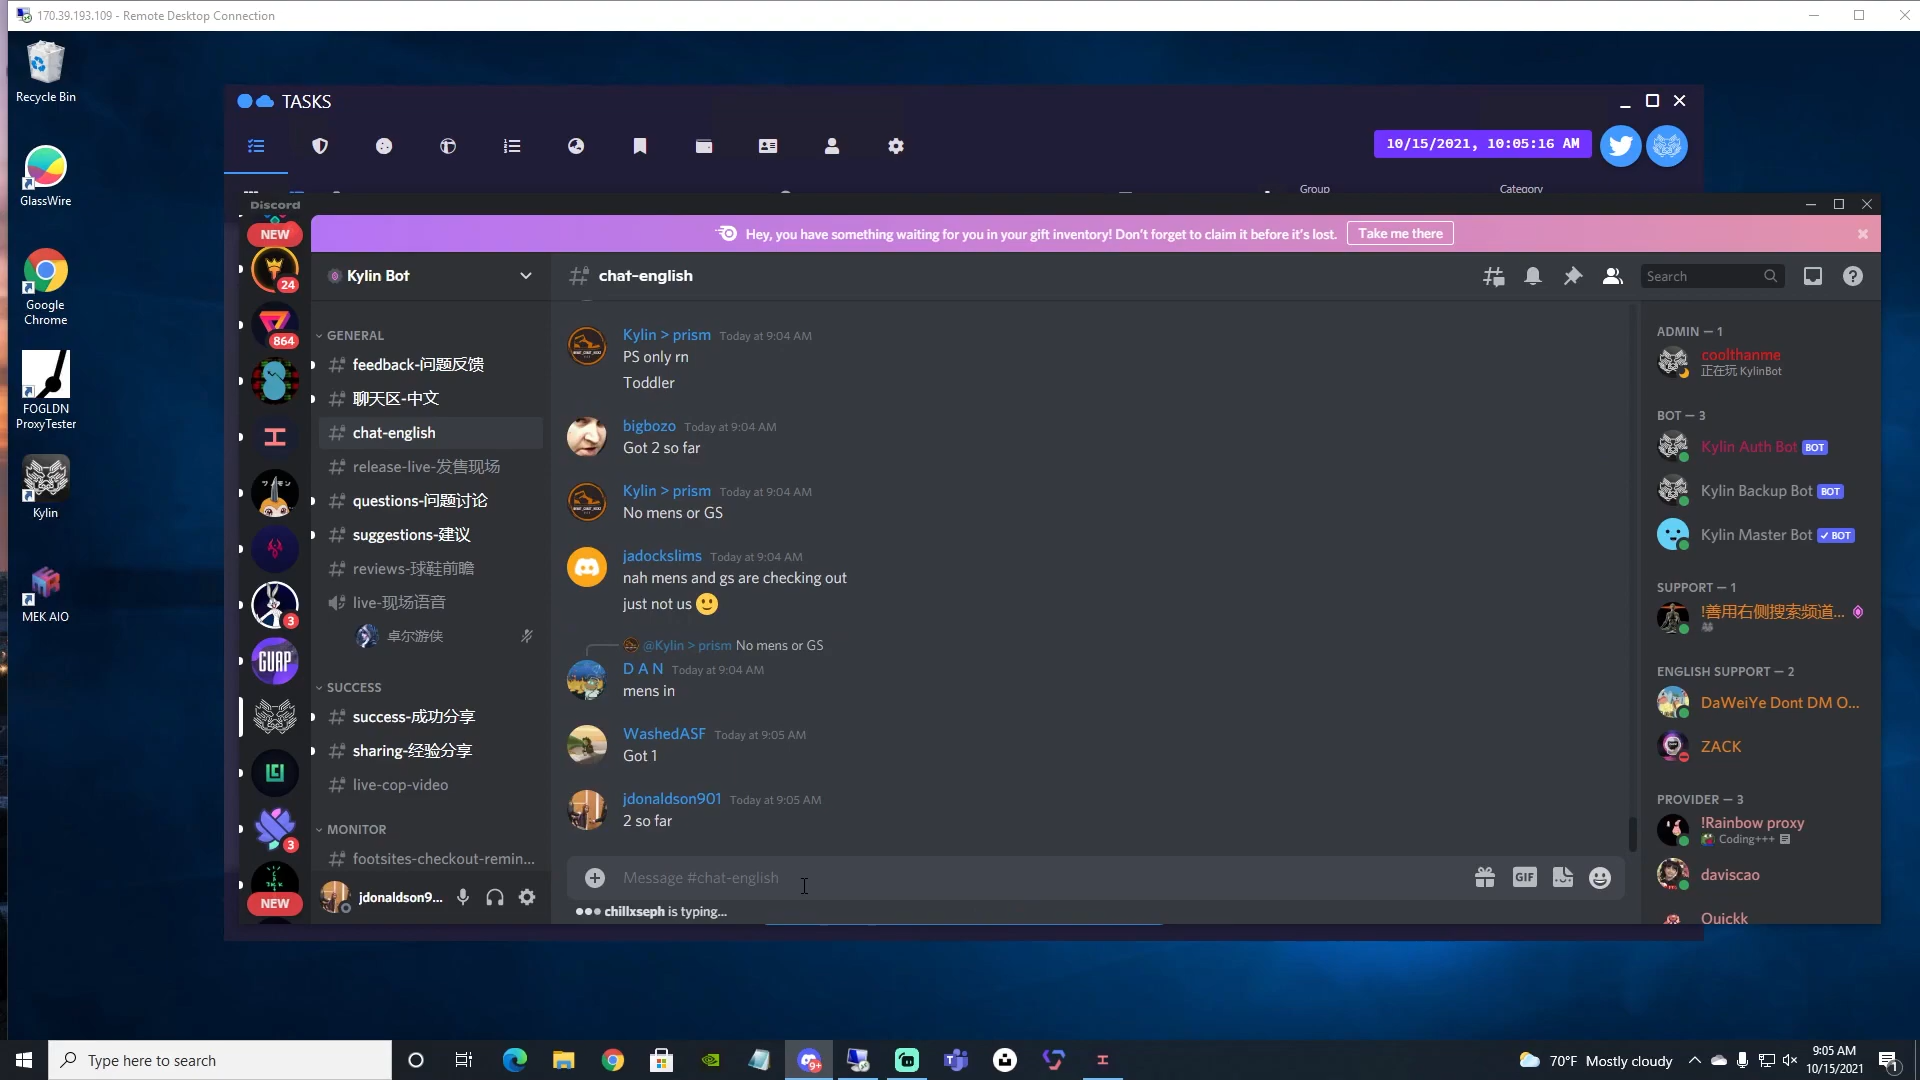 170.39.193.109 - Remote Desktop Connection
Recycle Bin
GlassWire
Google
Chrome
FOGLDN
ProxyTester
Kylin
MEK AIO
TASKS
10/15/2021, 10:05:16 AM
Group
Category
Discord
NEW
24
864
3
GUAP
3
NEW
Hey, you have something waiting for you in your gift inventory! Don't forget to claim it before it's lost.
Take me there
Kylin Bot
GENERAL
feedback-问题反馈
聊天区-中文
chat-english
release-live-发售现场
questions-问题讨论
suggestions-建议
reviews-球鞋前瞻
live-现场语音
卓尔游侠
SUCCESS
success-成功分享
sharing-经验分享
live-cop-video
MONITOR
footsites-checkout-remin...
jdonaldson9...
chat-english
Search
Kylin > prism Today at 9:04 AM
PS only rn
Toddler
bigbozo Today at 9:04 AM
Got 2 so far
Kylin > prism Today at 9:04 AM
No mens or GS
jadockslims Today at 9:04 AM
nah mens and gs are checking out
just not us
@Kylin > prism No mens or GS
D A N Today at 9:04 AM
mens in
WashedASF Today at 9:05 AM
Got 1
jdonaldson901 Today at 9:05 AM
2 so far
Message #chat-english
GIF
chillxseph is typing...
ADMIN — 1
coolthanme
正在玩 KylinBot
BOT — 3
Kylin Auth Bot BOT
Kylin Backup Bot BOT
Kylin Master Bot ✓ BOT
SUPPORT — 1
!善用右侧搜索频道...
ENGLISH SUPPORT — 2
DaWeiYe Dont DM O...
ZACK
PROVIDER — 3
!Rainbow proxy
Coding+++
daviscao
Quickk
Type here to search
9+
70°F Mostly cloudy
9:05 AM
10/15/2021
1